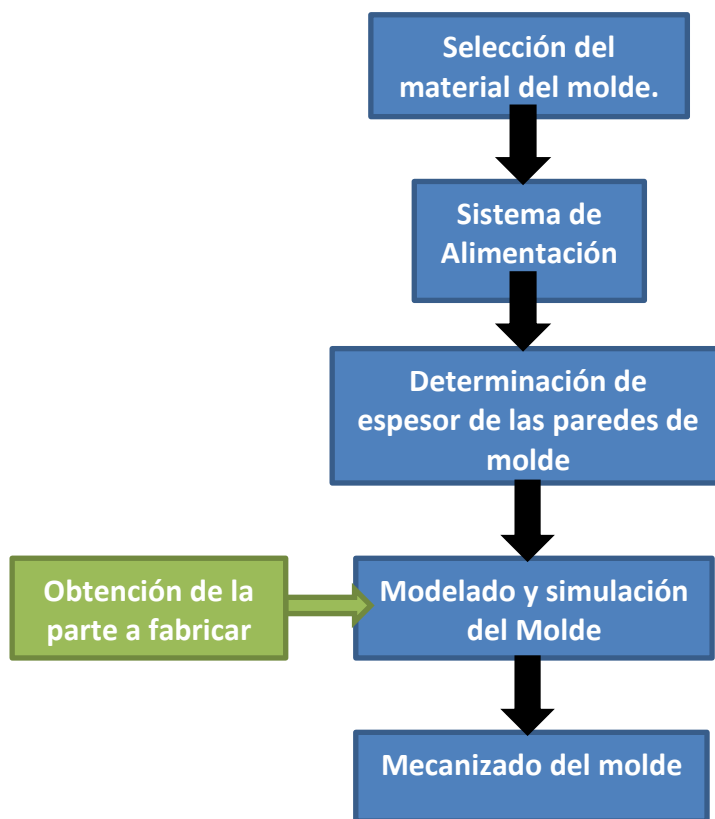 Selección del
material del molde.
Sistema de
Alimentación
Determinación de
espesor de las paredes de
molde
Obtención de la
parte a fabricar
Modelado y simulación
del Molde
Mecanizado del molde